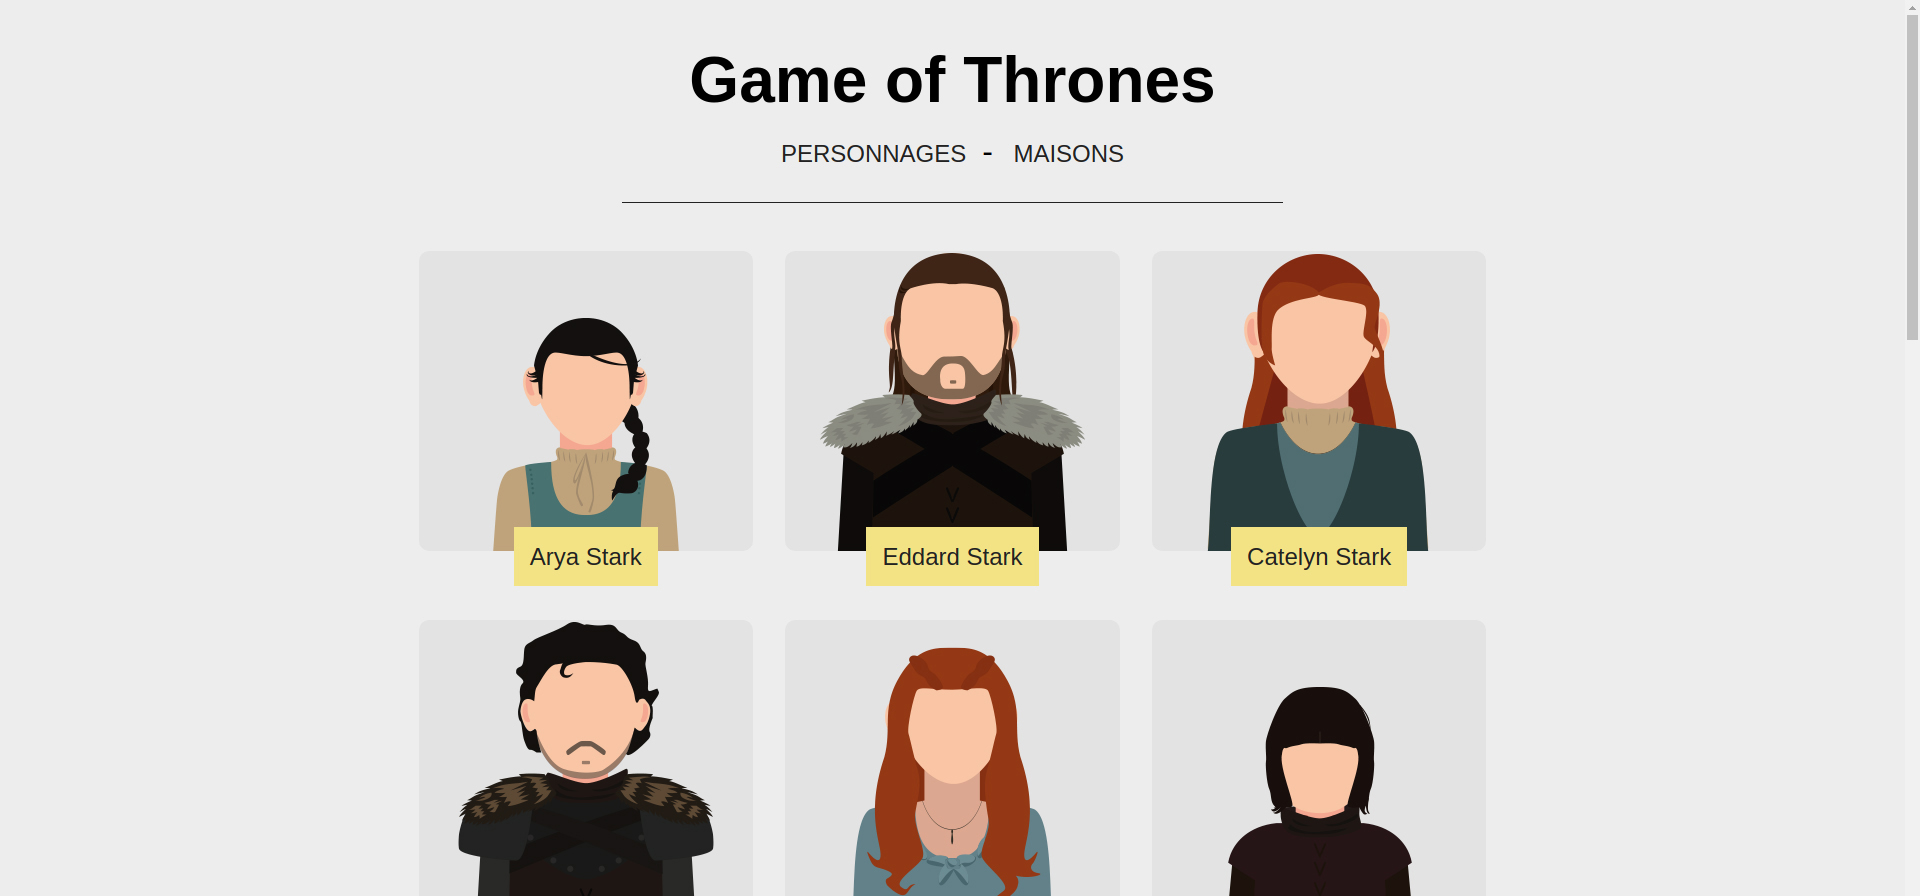 Game of Thrones
PERSONNAGES - MAISONS
Arya Stark
Eddard Stark
Catelyn Stark